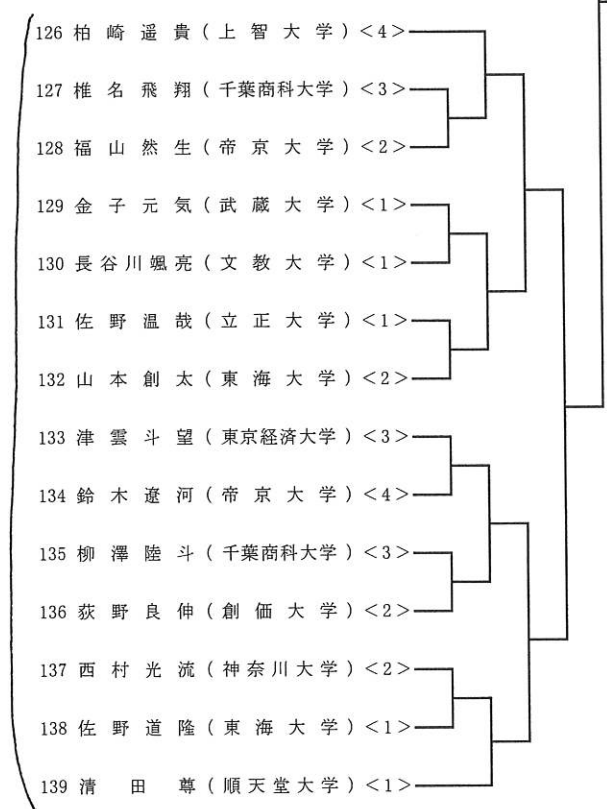 126 柏崎遥貴(上智大学)<4>
127 椎名飛翔(千葉商科大学)<3>
128 福山然生(帝京大学)<2>
129 金子元気(武蔵大学)<1>
130 長谷川颯亮(文教大学)<1>
131 佐野温哉(立正大学)<1>
132 山本創太(東海大学)<2>
133 津雲斗望(東京経済大学)<3>
134 鈴木遼河(帝京大学)<4>
135 柳澤陸斗(千葉商科大学)<3>
136 荻野良伸(創価大学)<2>
137 西村光流(神奈川大学)<2>
138 佐野道隆(東海大学)<1>
139 清田尊(順天堂大学)<1>